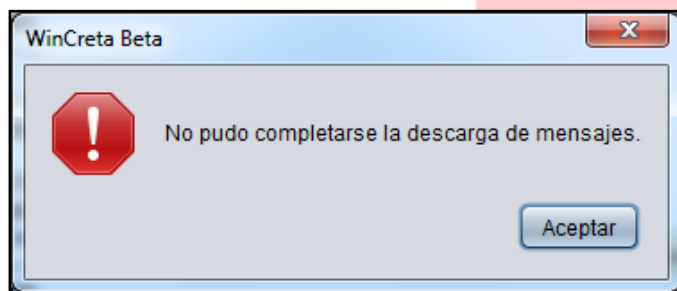 WinCreta Beta
No pudo completarse la descarga de mensajes.
Aceptar